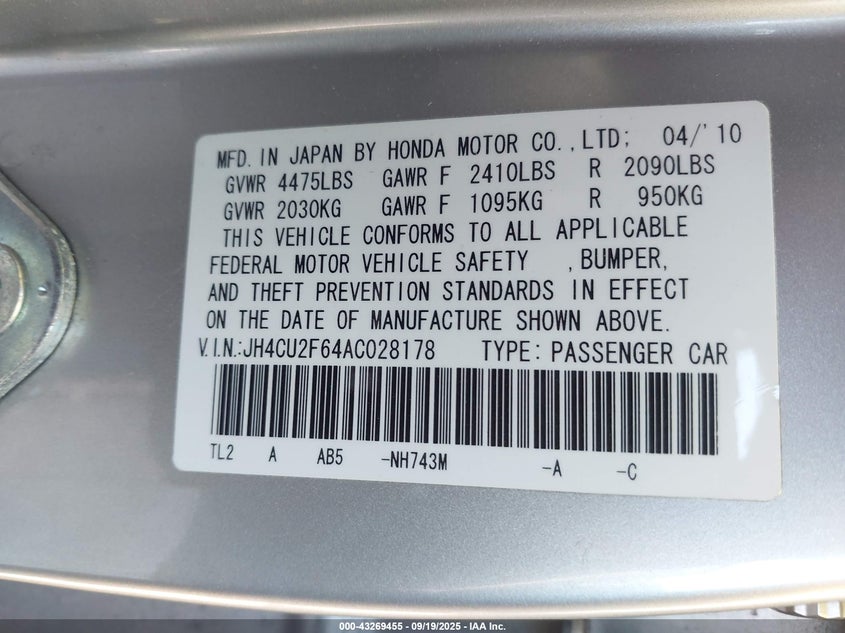 MFD. IN JAPAN BY HONDA MOTOR CO., LTD; 04/'10
GVWR 4475LBS GAWR F 2410LBS R 2090LBS
GVWR 2030KG GAWR F 1095KG R 950KG
THIS VEHICLE CONFORMS TO ALL APPLICABLE
FEDERAL MOTOR VEHICLE SAFETY , BUMPER,
AND THEFT PREVENTION STANDARDS IN EFFECT
ON THE DATE OF MANUFACTURE SHOWN ABOVE.
V.I.N.:JH4CU2F64AC028178 TYPE: PASSENGER CAR
TL2 A AB5 -NH743M -A -C
000-43269455 - 09/19/2025 - IAA Inc.